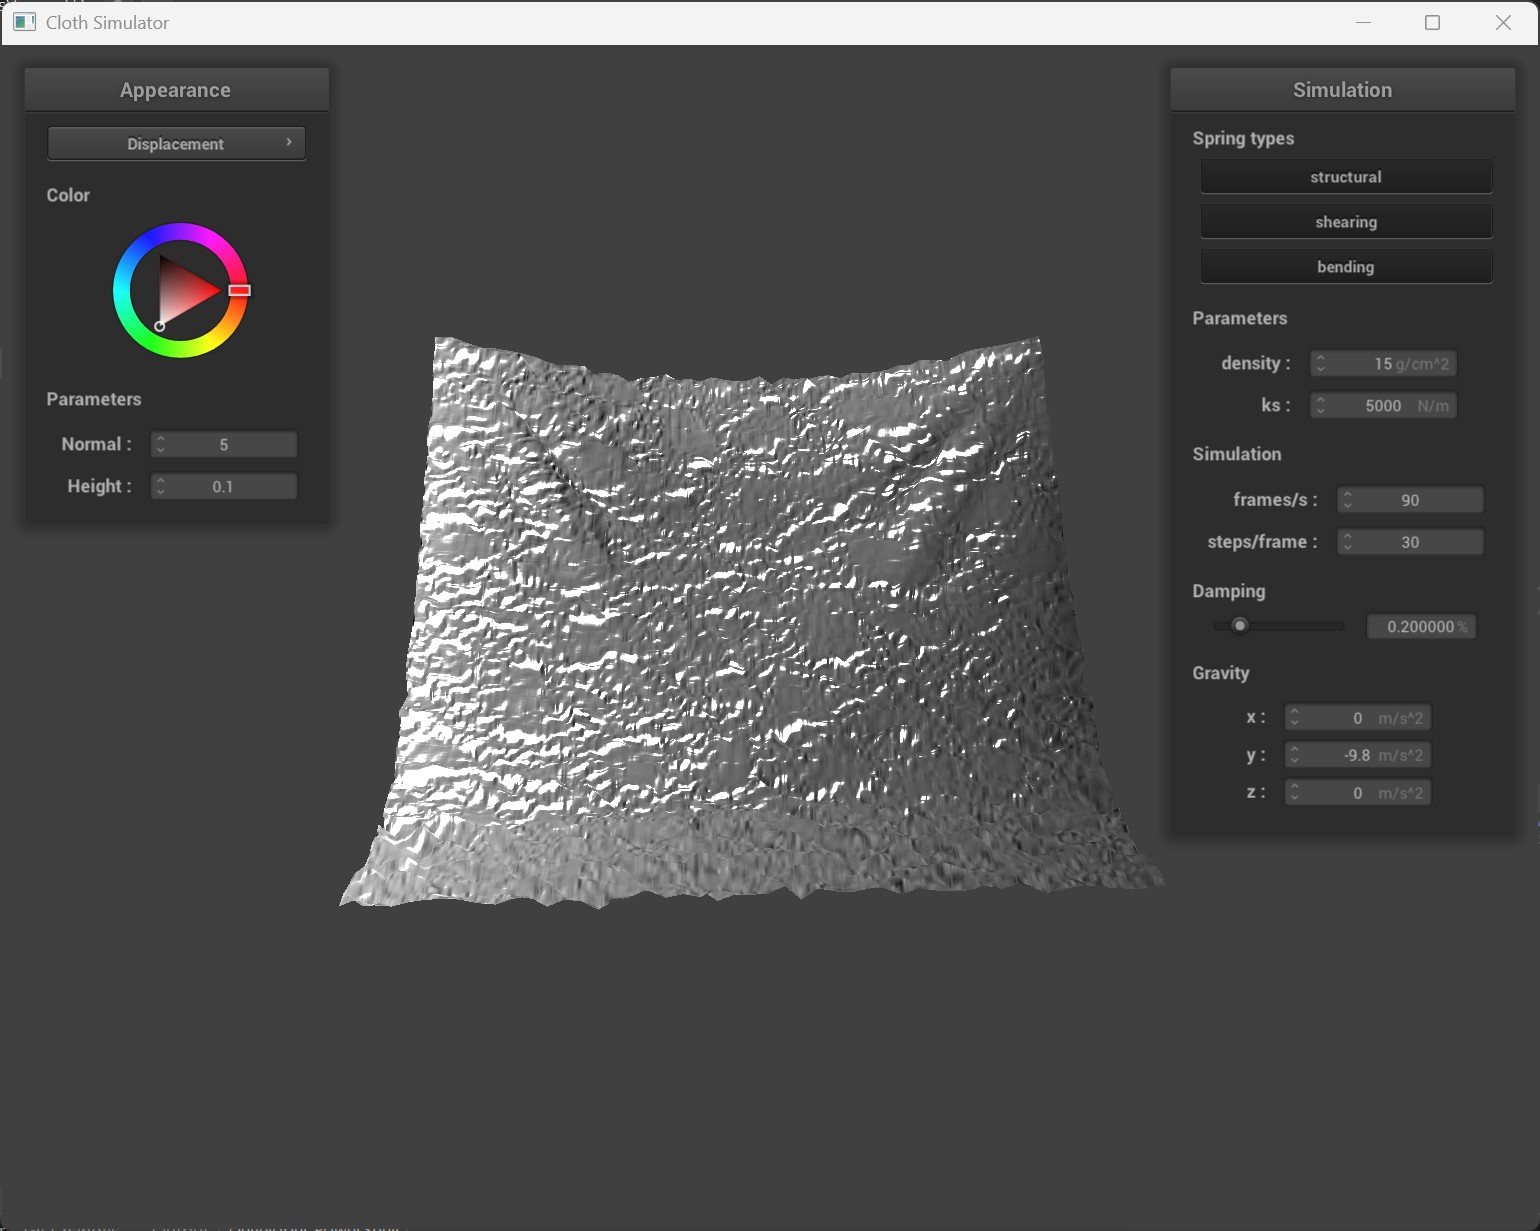 Cloth Simulator
Appearance
Displacement
Color
Parameters
Normal : 5
Height : 0.1
Simulation
Spring types
structural
shearing
bending
Parameters
density : 15 g/cm^2
ks : 5000 N/m
Simulation
frames/s : 90
steps/frame : 30
Damping
0.200000 %
Gravity
x : 0 m/s^2
y : -9.8 m/s^2
z : 0 m/s^2